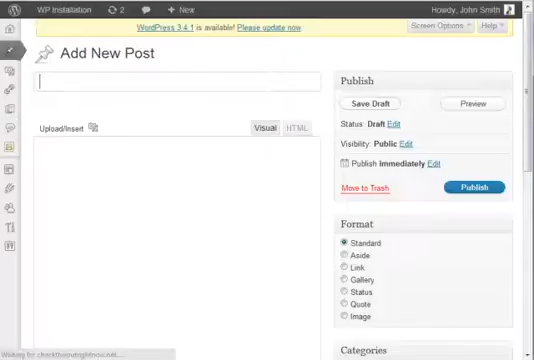 WP Installation 2 + New Howdy, John Smith
WordPress 3.4.1 is available! Please update now. Screen Options Help
Add New Post
Publish
Save Draft Preview
Upload/Insert Visual HTML
Status: Draft Edit
Visibility: Public Edit
Publish immediately Edit
Move to Trash Publish
Format
Standard
Aside
Link
Gallery
Status
Quote
Image
Categories
Waiting for